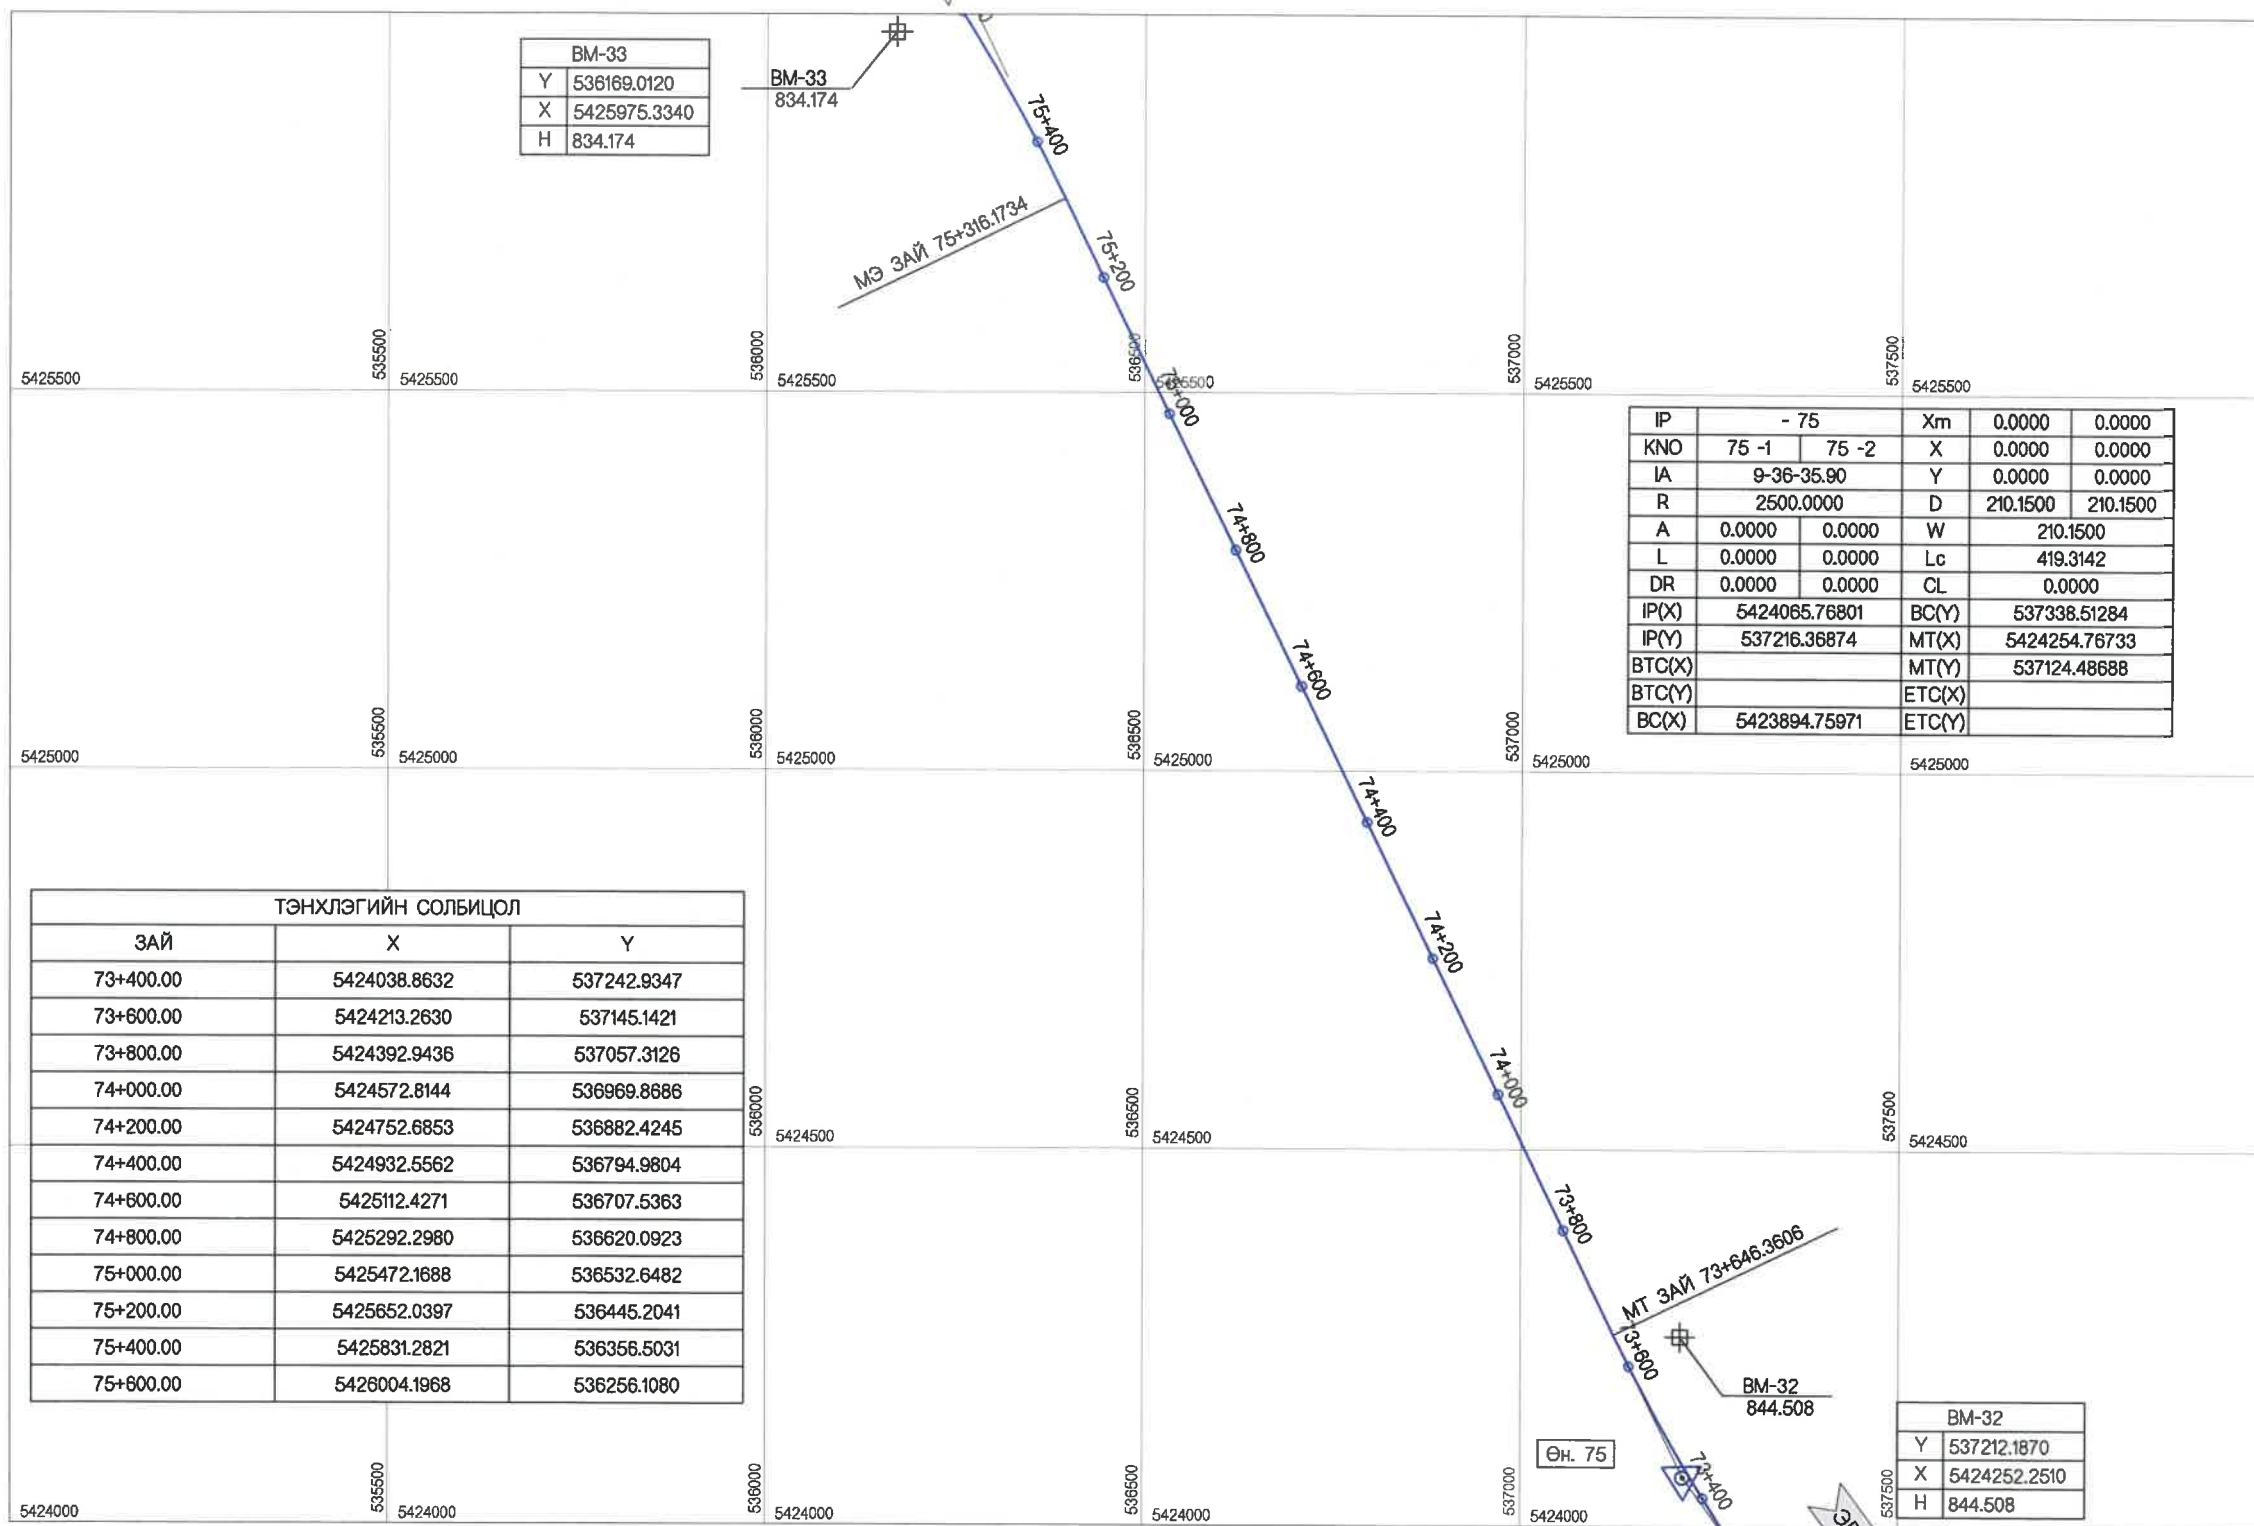 BM-33
Y 536169.0120
X 5425975.3340
H 834.174
BM-33
834.174
75+400
МЭ ЗАЙ 75+316.1734
75+200
535500
536000
536500
537000
537500
5425500
5425500
5425500
5425500
5425500
5425500
75+000
IP - 75 Xm 0.0000 0.0000
KNO 75 -1 75 -2 X 0.0000 0.0000
IA 9-36-35.90 Y 0.0000 0.0000
R 2500.0000 D 210.1500 210.1500
A 0.0000 0.0000 W 210.1500
L 0.0000 0.0000 Lc 419.3142
DR 0.0000 0.0000 CL 0.0000
IP(X) 5424065.76801 BC(Y) 537338.51284
IP(Y) 537216.36874 MT(X) 5424254.76733
BTC(X) MT(Y) 537124.48688
BTC(Y) ETC(X)
BC(X) 5423894.75971 ETC(Y)
74+800
74+600
535500
536000
536500
537000
5425000
5425000
5425000
5425000
5425000
5425000
74+400
ТЭНХЛЭГИЙН СОЛБИЦОЛ
ЗАЙ X Y
73+400.00 5424038.8632 537242.9347
73+600.00 5424213.2630 537145.1421
73+800.00 5424392.9436 537057.3126
74+000.00 5424572.8144 536969.8686
74+200.00 5424752.6853 536882.4245
74+400.00 5424932.5562 536794.9804
74+600.00 5425112.4271 536707.5363
74+800.00 5425292.2980 536620.0923
75+000.00 5425472.1688 536532.6482
75+200.00 5425652.0397 536445.2041
75+400.00 5425831.2821 536356.5031
75+600.00 5426004.1968 536256.1080
74+200
74+000
536000
536500
537500
5424500
5424500
5424500
73+800
МТ ЗАЙ 73+646.3606
73+600
BM-32
844.508
BM-32
Y 537212.1870
X 5424252.2510
H 844.508
Өн. 75
73+400
535500
536000
536500
537000
537500
5424000
5424000
5424000
5424000
5424000